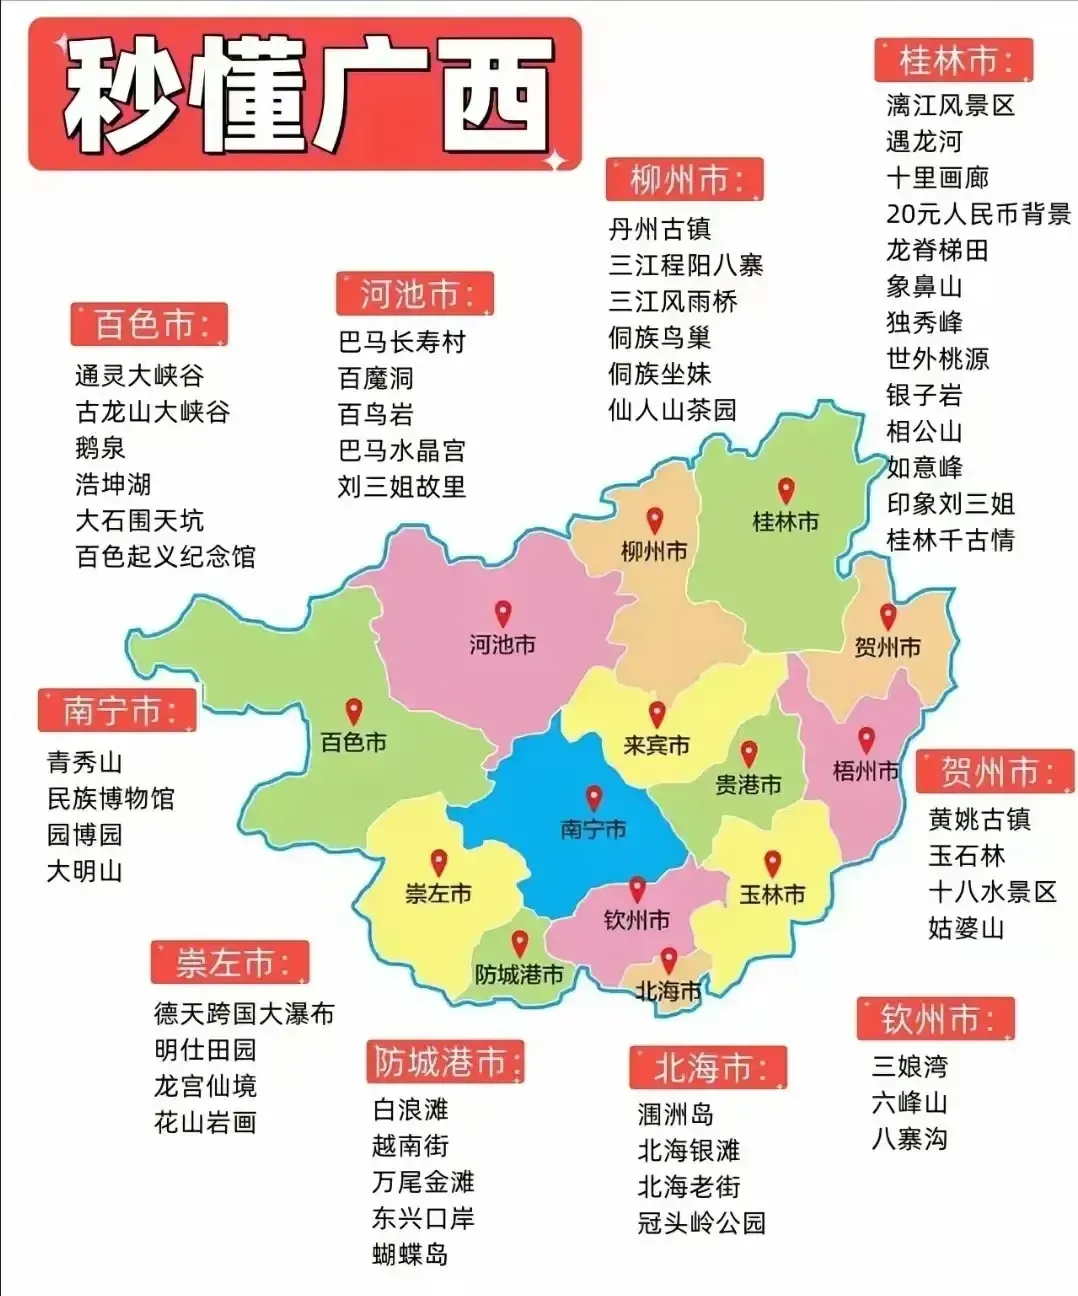 秒懂广西
桂林市：
漓江风景区
遇龙河
十里画廊
20元人民币背景
龙脊梯田
象鼻山
独秀峰
世外桃源
银子岩
相公山
如意峰
印象刘三姐
桂林千古情
柳州市：
丹州古镇
三江程阳八寨
三江风雨桥
侗族鸟巢
侗族坐妹
仙人山茶园
河池市：
巴马长寿村
百魔洞
百鸟岩
巴马水晶宫
刘三姐故里
百色市：
通灵大峡谷
古龙山大峡谷
鹅泉
浩坤湖
大石围天坑
百色起义纪念馆
桂林市
柳州市
河池市
贺州市
百色市
来宾市
梧州市
贵港市
南宁市
崇左市
玉林市
钦州市
防城港市
北海市
南宁市：
青秀山
民族博物馆
园博园
大明山
贺州市：
黄姚古镇
玉石林
十八水景区
姑婆山
崇左市：
德天跨国大瀑布
明仕田园
龙宫仙境
花山岩画
防城港市：
白浪滩
越南街
万尾金滩
东兴口岸
蝴蝶岛
北海市：
涠洲岛
北海银滩
北海老街
冠头岭公园
钦州市：
三娘湾
六峰山
八寨沟